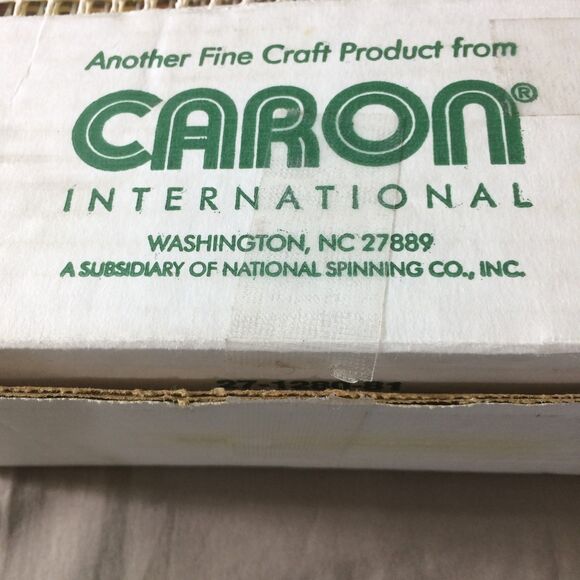 Another Fine Craft Product from
CARON®
INTERNATIONAL
WASHINGTON, NC 27889
A SUBSIDIARY OF NATIONAL SPINNING CO., INC.